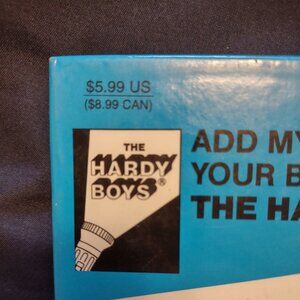 $5.99 US
($8.99 CAN)
THE
HARDY
BOYS®
ADD MY
YOUR B
THE HA